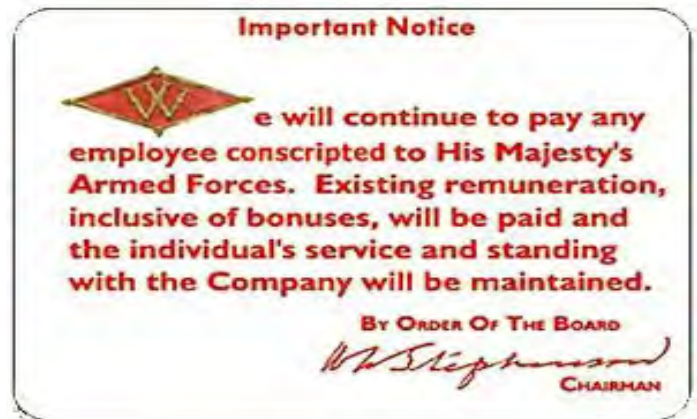 Important Notice
We will continue to pay any
employee conscripted to His Majesty's
Armed Forces. Existing remuneration,
inclusive of bonuses, will be paid and
the individual's service and standing
with the Company will be maintained.
By Order Of The Board
W W Stephenson
Chairman